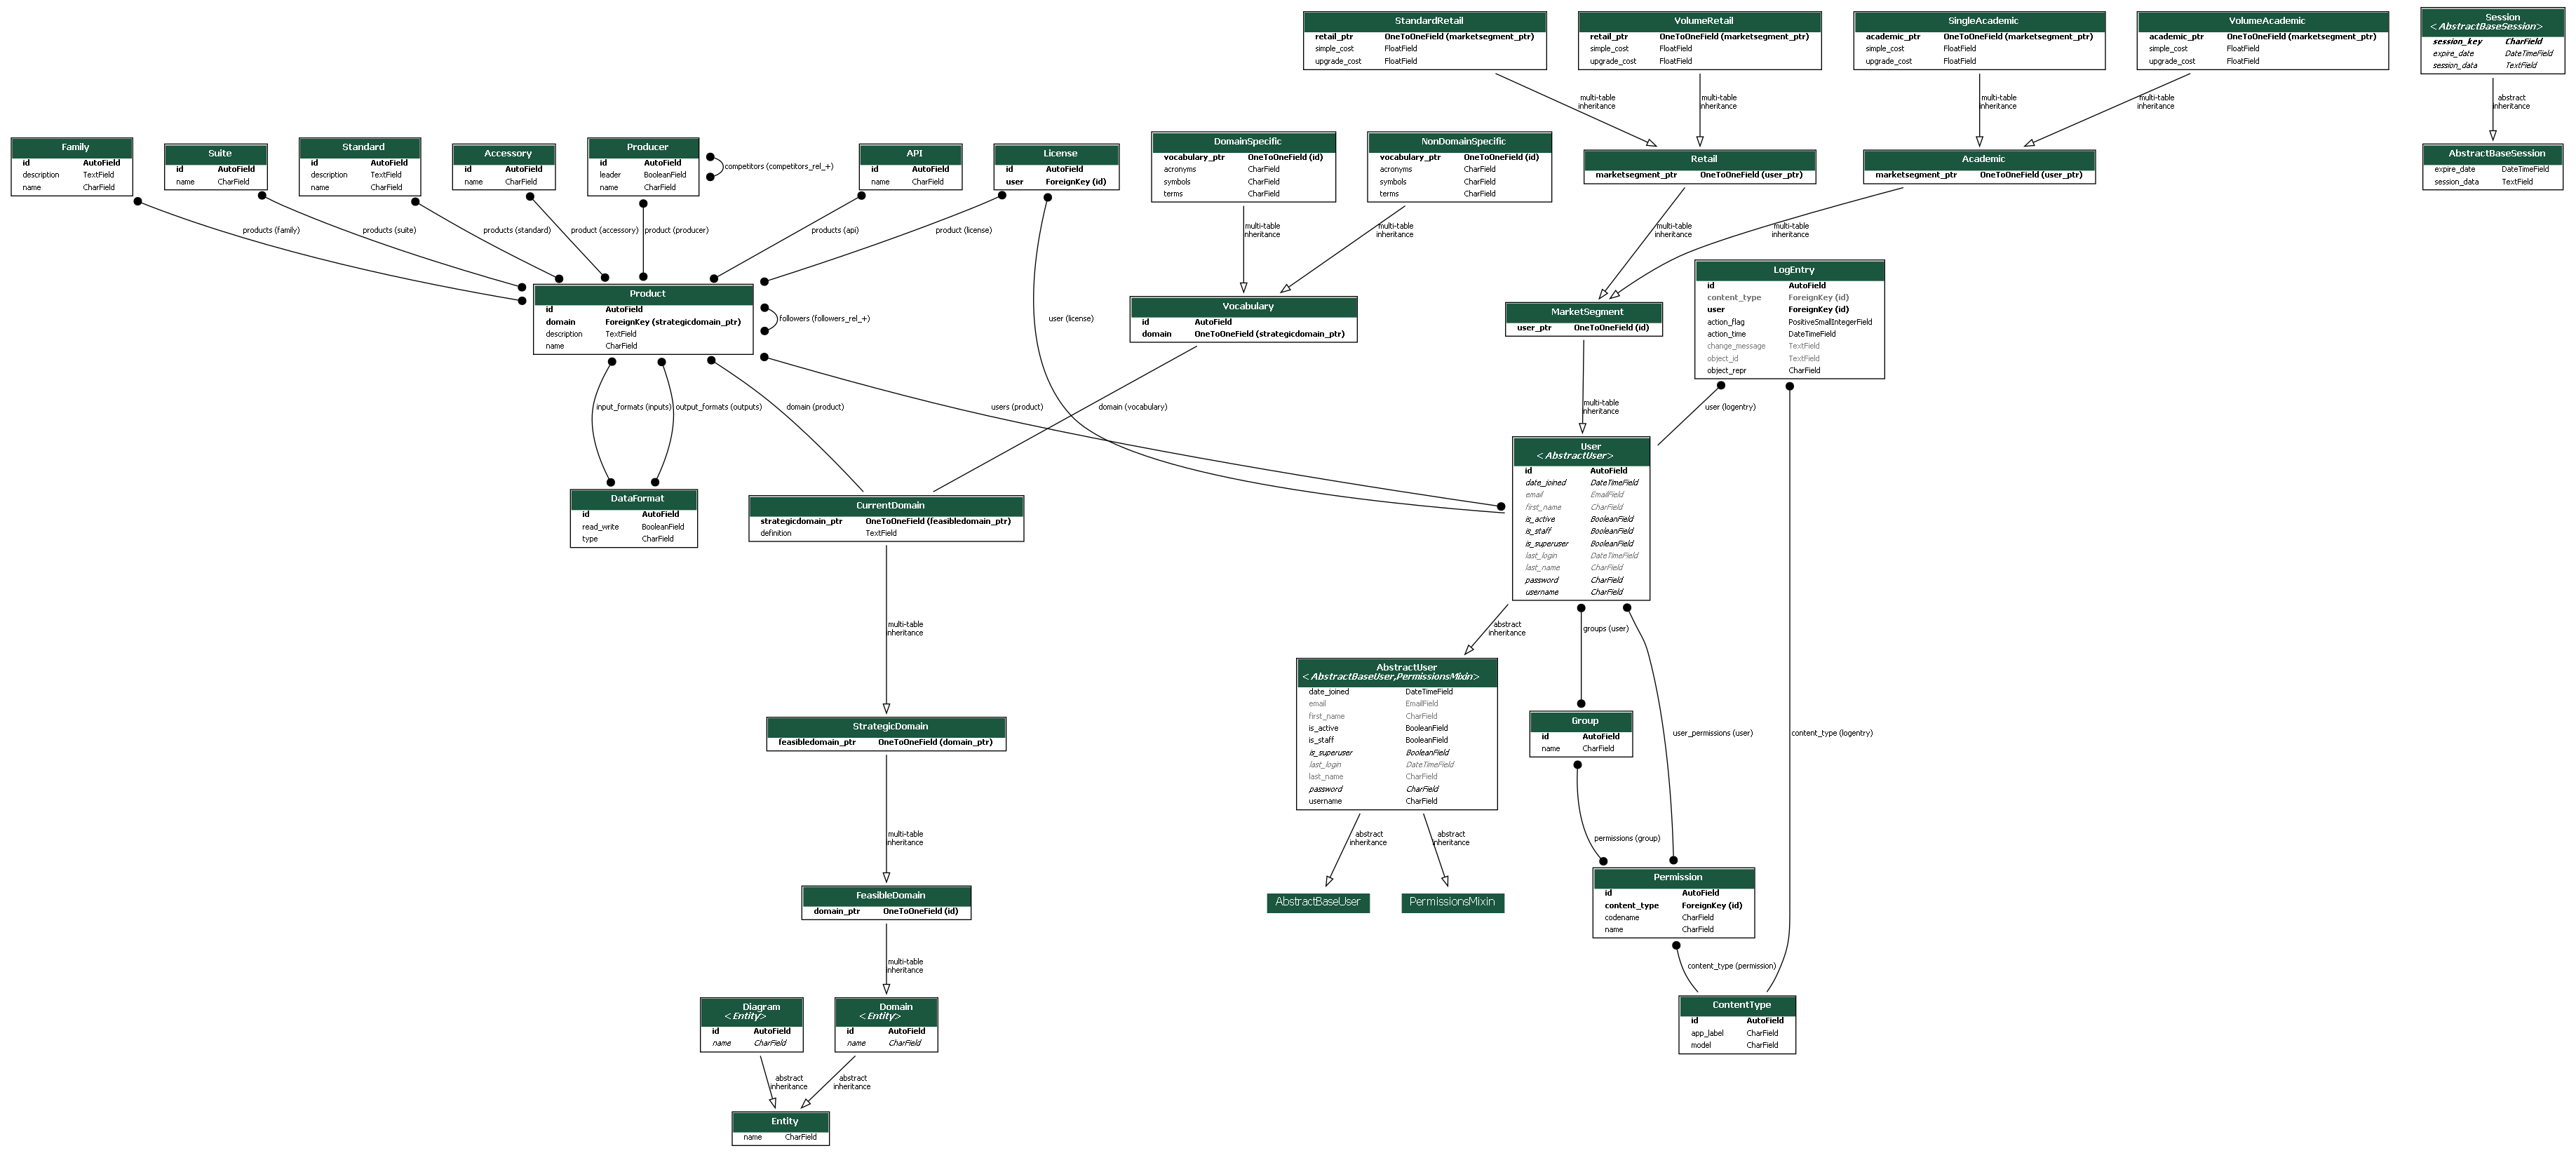 StandardRetail
retail_ptr OneToOneField (marketsegment_ptr)
simple_cost FloatField
upgrade_cost FloatField
VolumeRetail
retail_ptr OneToOneField (marketsegment_ptr)
simple_cost FloatField
upgrade_cost FloatField
SingleAcademic
academic_ptr OneToOneField (marketsegment_ptr)
simple_cost FloatField
upgrade_cost FloatField
VolumeAcademic
academic_ptr OneToOneField (marketsegment_ptr)
simple_cost FloatField
upgrade_cost FloatField
Session
<AbstractBaseSession>
session_key CharField
expire_date DateTimeField
session_data TextField
multi-table
inheritance
multi-table
inheritance
multi-table
inheritance
multi-table
inheritance
abstract
inheritance
Family
id AutoField
description TextField
name CharField
Suite
id AutoField
name CharField
Standard
id AutoField
description TextField
name CharField
Accessory
id AutoField
name CharField
Producer
id AutoField
leader BooleanField
name CharField
competitors (competitors_rel_+)
API
id AutoField
name CharField
License
id AutoField
user ForeignKey (id)
DomainSpecific
vocabulary_ptr OneToOneField (id)
acronyms CharField
symbols CharField
terms CharField
NonDomainSpecific
vocabulary_ptr OneToOneField (id)
acronyms CharField
symbols CharField
terms CharField
Retail
marketsegment_ptr OneToOneField (user_ptr)
Academic
marketsegment_ptr OneToOneField (user_ptr)
AbstractBaseSession
expire_date DateTimeField
session_data TextField
products (family)
products (suite)
products (standard)
product (accessory)
product (producer)
products (api)
product (license)
multi-table
inheritance
multi-table
inheritance
multi-table
inheritance
multi-table
inheritance
Product
id AutoField
domain ForeignKey (strategicdomain_ptr)
description TextField
name CharField
followers (followers_rel_+)
user (license)
Vocabulary
id AutoField
domain OneToOneField (strategicdomain_ptr)
MarketSegment
user_ptr OneToOneField (id)
LogEntry
id AutoField
content_type ForeignKey (id)
user ForeignKey (id)
action_flag PositiveSmallIntegerField
action_time DateTimeField
change_message TextField
object_id TextField
object_repr CharField
input_formats (inputs)
output_formats (outputs)
domain (product)
users (product)
domain (vocabulary)
multi-table
inheritance
user (logentry)
DataFormat
id AutoField
read_write BooleanField
type CharField
CurrentDomain
strategicdomain_ptr OneToOneField (feasibledomain_ptr)
definition TextField
User
<AbstractUser>
id AutoField
date_joined DateTimeField
email EmailField
first_name CharField
is_active BooleanField
is_staff BooleanField
is_superuser BooleanField
last_login DateTimeField
last_name CharField
password CharField
username CharField
multi-table
inheritance
abstract
inheritance
groups (user)
AbstractUser
<AbstractBaseUser,PermissionsMixin>
date_joined DateTimeField
email EmailField
first_name CharField
is_active BooleanField
is_staff BooleanField
is_superuser BooleanField
last_login DateTimeField
last_name CharField
password CharField
username CharField
StrategicDomain
feasibledomain_ptr OneToOneField (domain_ptr)
Group
id AutoField
name CharField
user_permissions (user)
content_type (logentry)
multi-table
inheritance
abstract
inheritance
abstract
inheritance
permissions (group)
FeasibleDomain
domain_ptr OneToOneField (id)
AbstractBaseUser
PermissionsMixin
Permission
id AutoField
content_type ForeignKey (id)
codename CharField
name CharField
multi-table
inheritance
content_type (permission)
Diagram
<Entity>
id AutoField
name CharField
Domain
<Entity>
id AutoField
name CharField
ContentType
id AutoField
app_label CharField
model CharField
abstract
inheritance
abstract
inheritance
Entity
name CharField